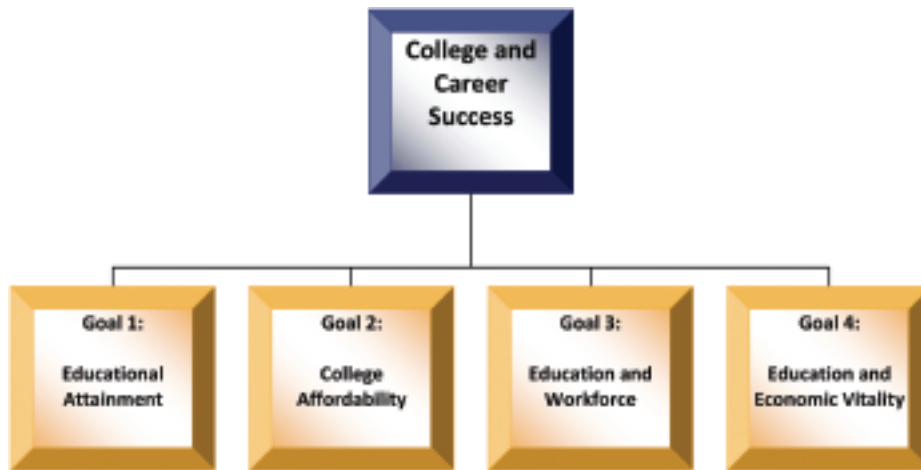 College and
Career
Success
Goal 1:
Educational
Attainment
Goal 2:
College
Affordability
Goal 3:
Education and
Workforce
Goal 4:
Education and
Economic Vitality